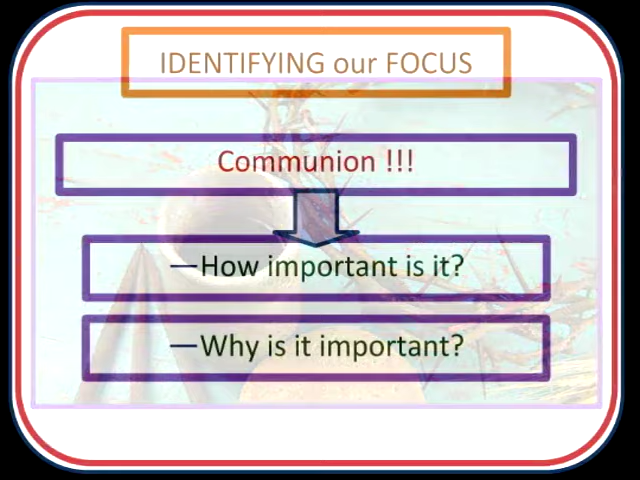 IDENTIFYING our FOCUS
Communion !!!
—How important is it?
—Why is it important?